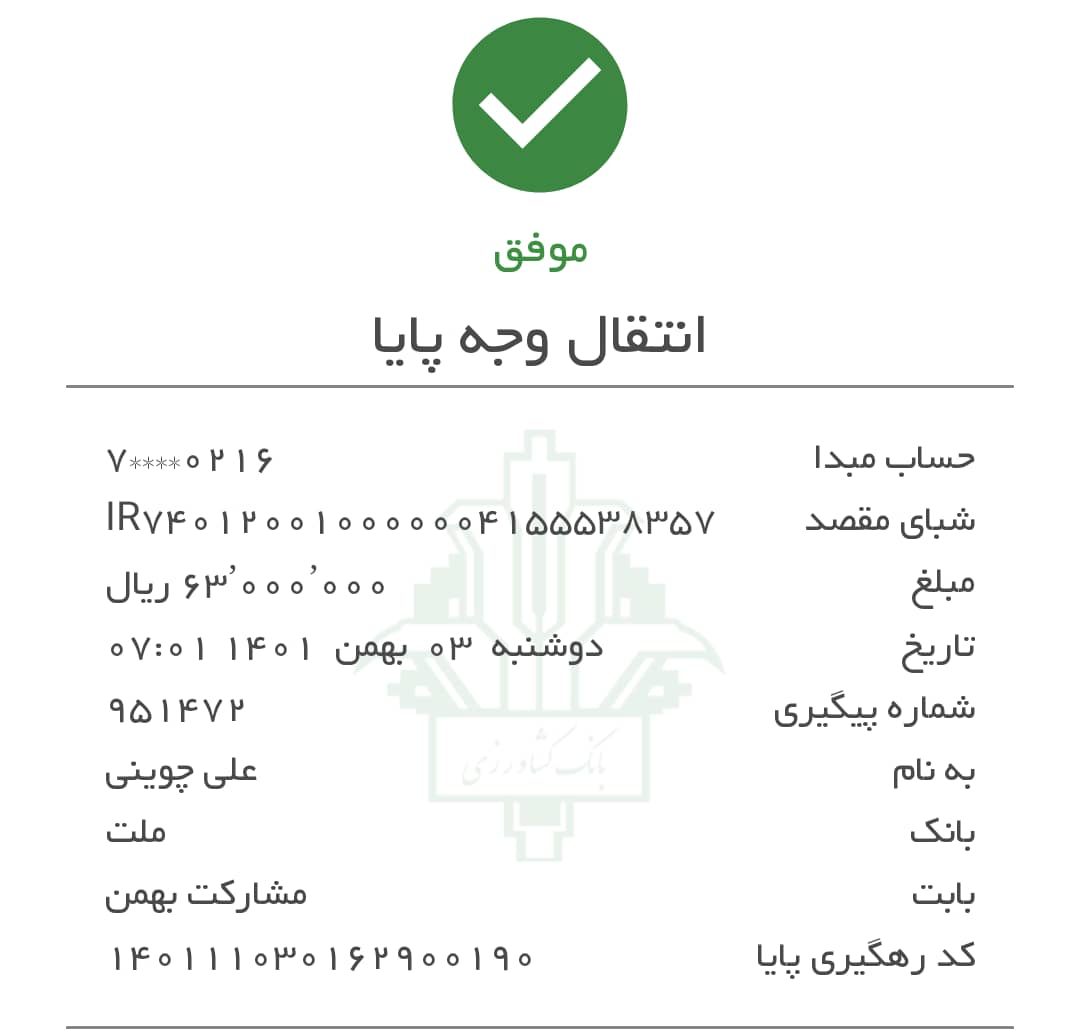 موفق
انتقال وجه پایا
حساب مبدا ۷****۰۲۱۶
شبای مقصد IR۷۴۰۱۲۰۰۱۰۰۰۰۰۰۴۱۵۵۵۳۸۳۵۷
مبلغ ۶۳٬۰۰۰٬۰۰۰ ریال
تاریخ دوشنبه ۰۳ بهمن ۱۴۰۱ ۰۷:۰۱
شماره پیگیری ۹۵۱۴۷۲
به نام علی چوینی
بانک ملت
بانک کشاورزی
بابت مشارکت بهمن
کد رهگیری پایا ۱۴۰۱۱۱۰۳۰۱۶۲۹۰۰۱۹۰